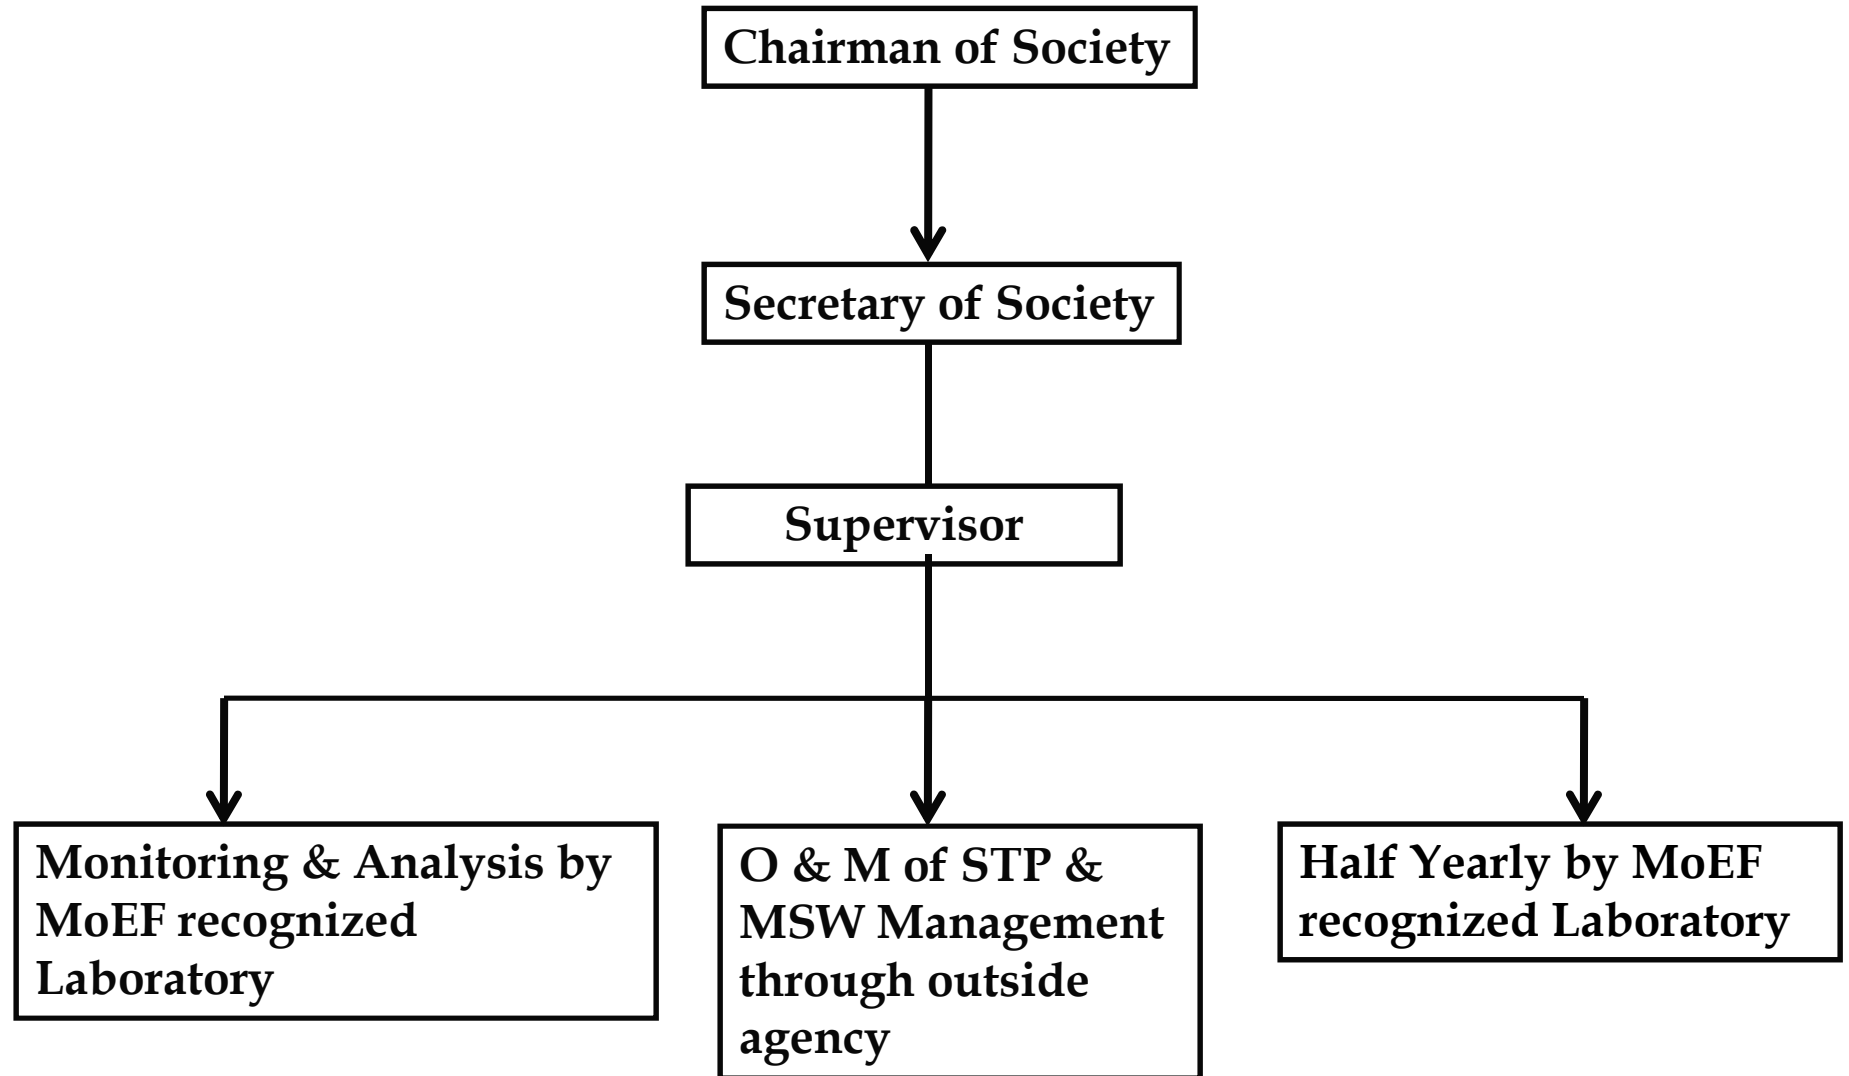 Chairman of Society
Secretary of Society
Supervisor
Monitoring & Analysis by
MoEF recognized
Laboratory
O & M of STP &
MSW Management
through outside
agency
Half Yearly by MoEF
recognized Laboratory